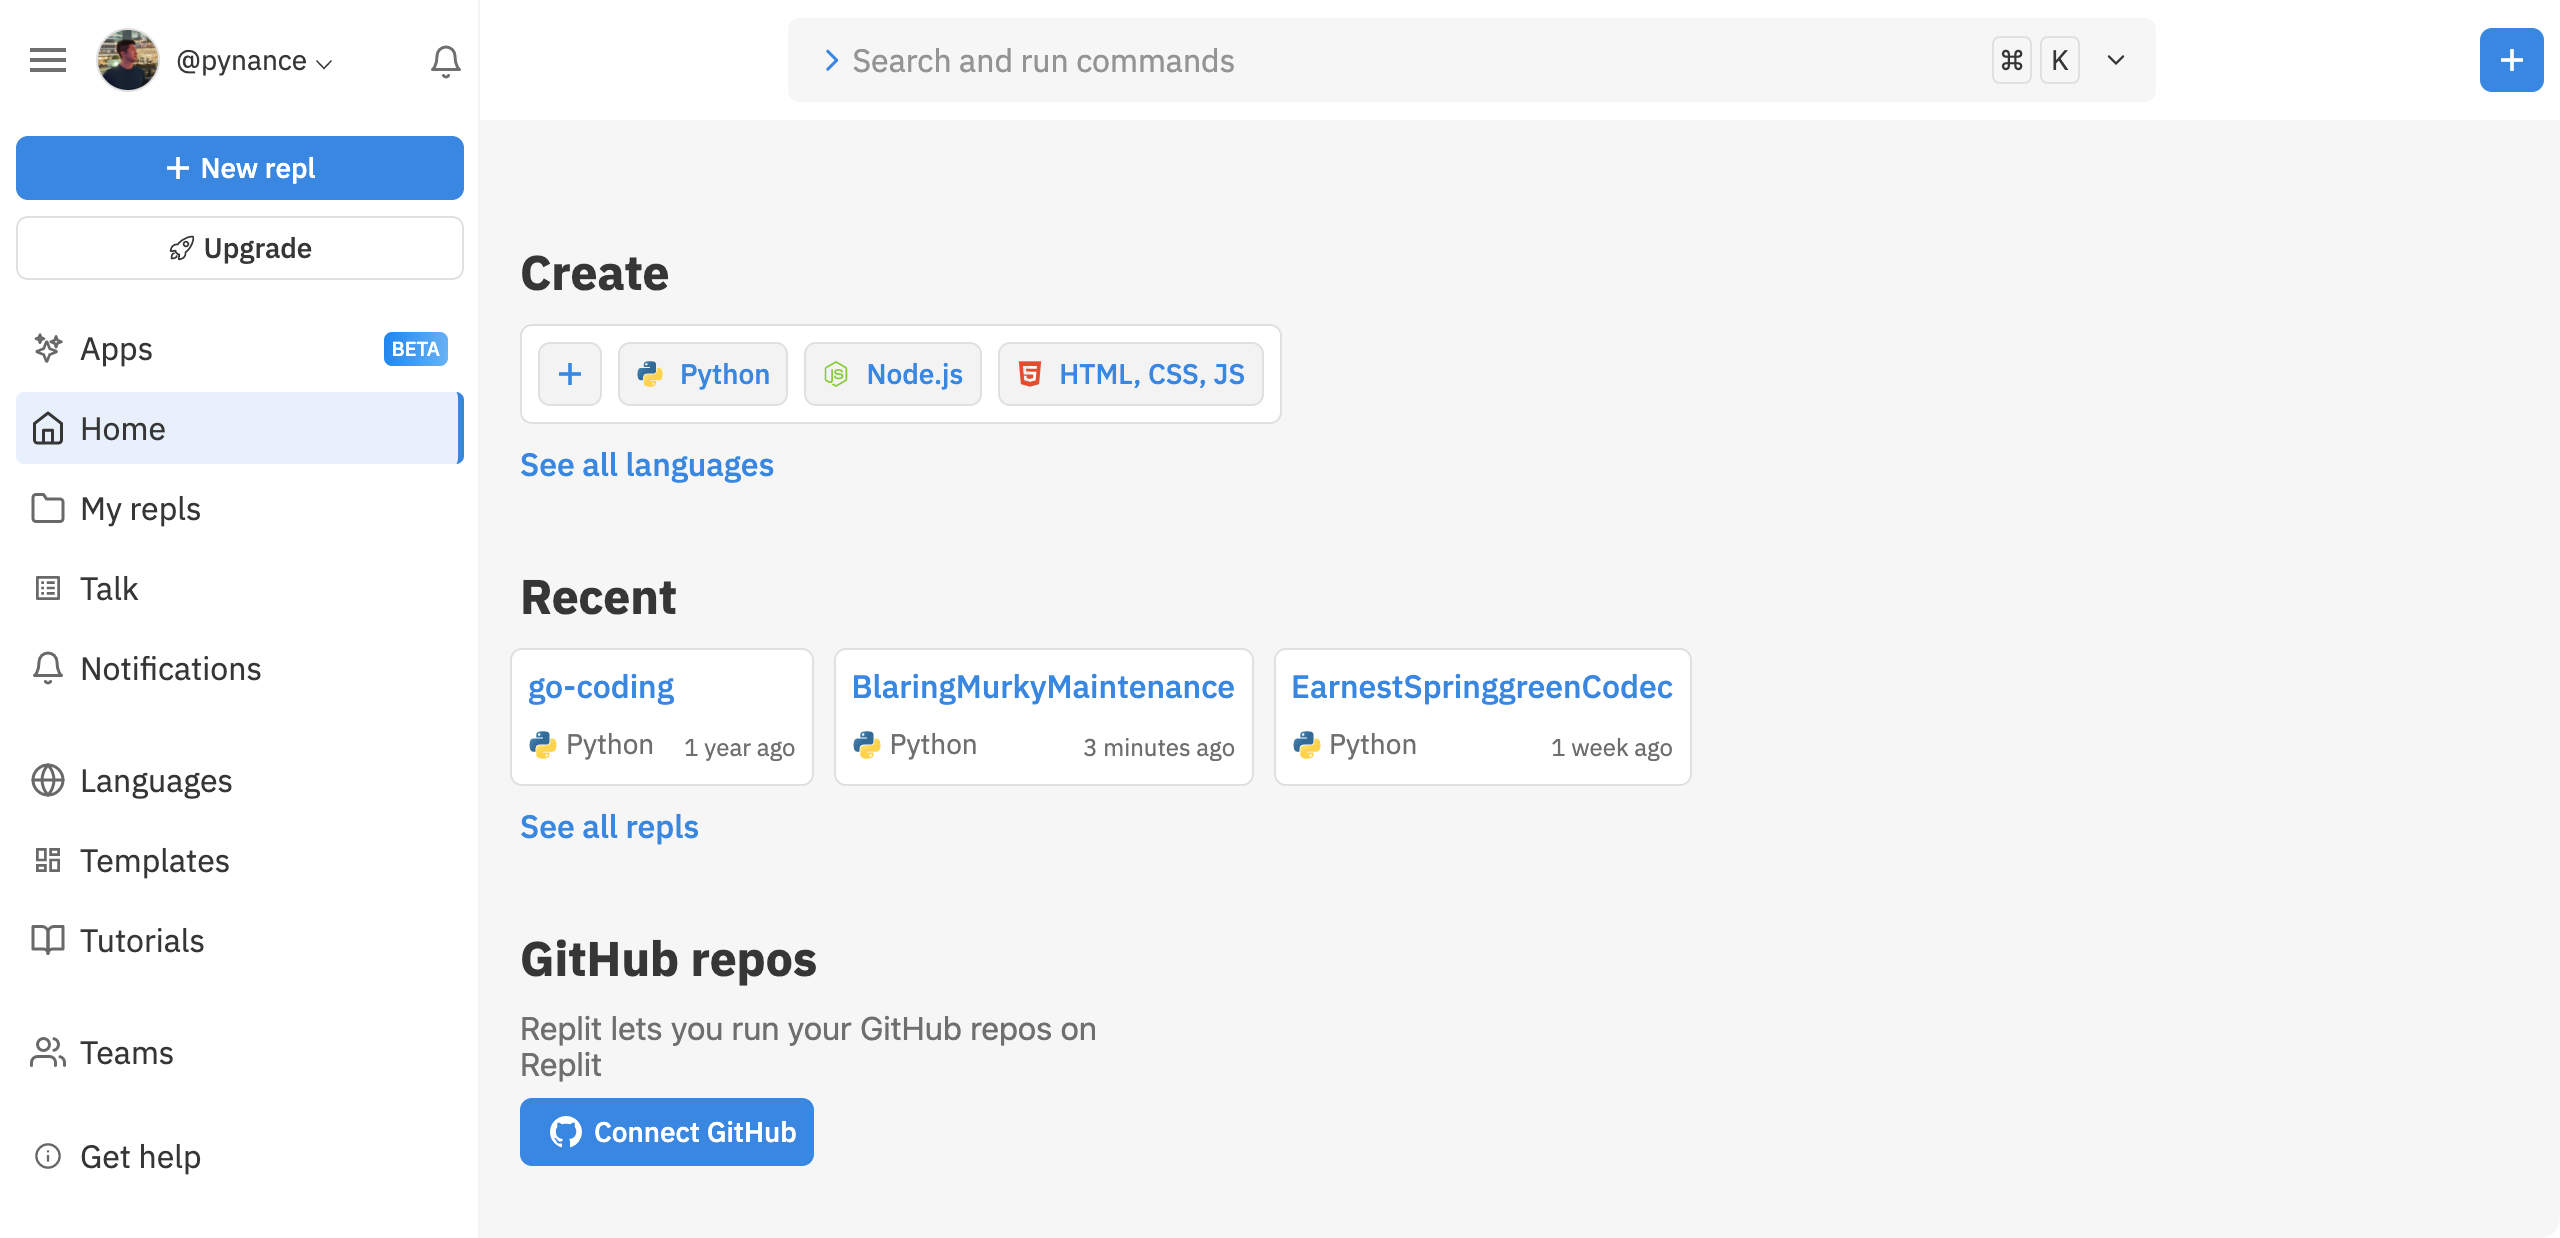 @pynance
+ New repl
Upgrade
Apps BETA
Home
My repls
Talk
Notifications
Languages
Templates
Tutorials
Teams
Get help
Search and run commands ⌘ K
+
Create
+ Python Node.js HTML, CSS, JS
See all languages
Recent
go-coding
Python 1 year ago
BlaringMurkyMaintenance
Python 3 minutes ago
EarnestSpringgreenCodec
Python 1 week ago
See all repls
GitHub repos
Replit lets you run your GitHub repos on
Replit
Connect GitHub